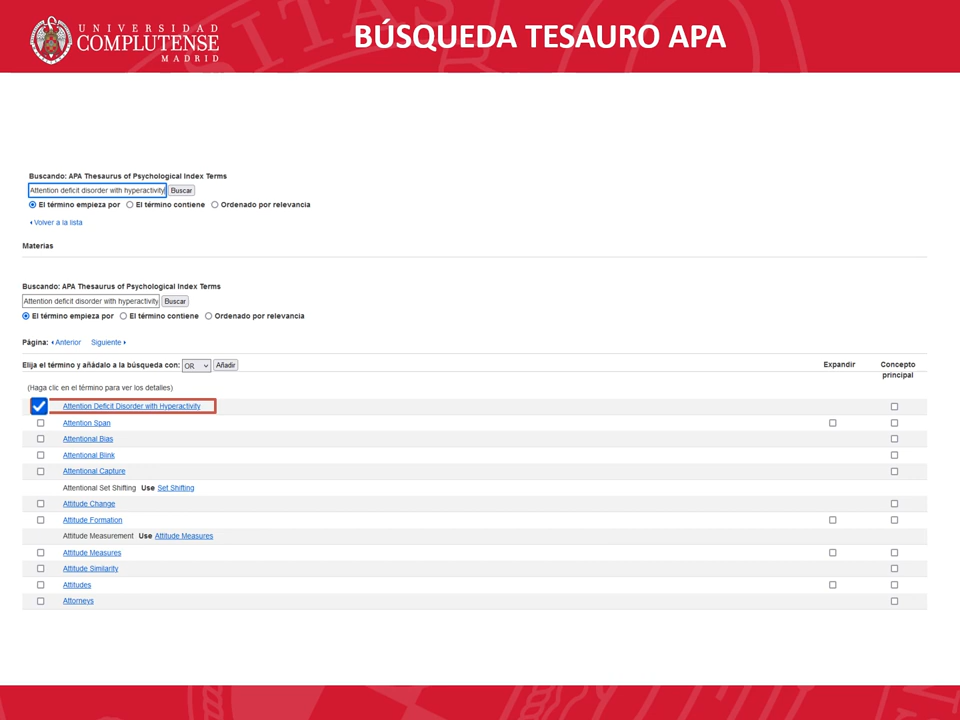 UNIVERSIDAD
COMPLUTENSE
MADRID
BÚSQUEDA TESAURO APA
Buscando: APA Thesaurus of Psychological Index Terms
Attention deficit disorder with hyperactivity Buscar
El término empieza por El término contiene Ordenado por relevancia
Volver a la lista
Materias
Buscando: APA Thesaurus of Psychological Index Terms
Attention deficit disorder with hyperactivity Buscar
El término empieza por El término contiene Ordenado por relevancia
Página: Anterior Siguiente
Elija el término y añádalo a la búsqueda con: OR Añadir Expandir Concepto principal
(Haga clic en el término para ver los detalles)
Attention Deficit Disorder with Hyperactivity
Attention Span
Attentional Bias
Attentional Blink
Attentional Capture
Attentional Set Shifting Use Set Shifting
Attitude Change
Attitude Formation
Attitude Measurement Use Attitude Measures
Attitude Measures
Attitude Similarity
Attitudes
Attorneys